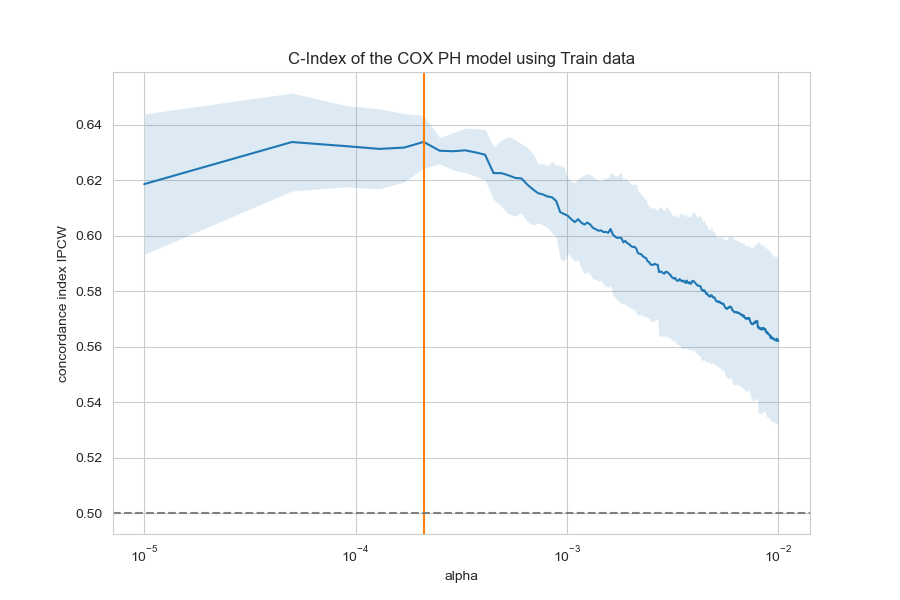 C-Index of the COX PH model using Train data
concordance index IPCW
0.64
0.62
0.60
0.58
0.56
0.54
0.52
0.50
10⁻⁵ 10⁻⁴ 10⁻³ 10⁻²
alpha